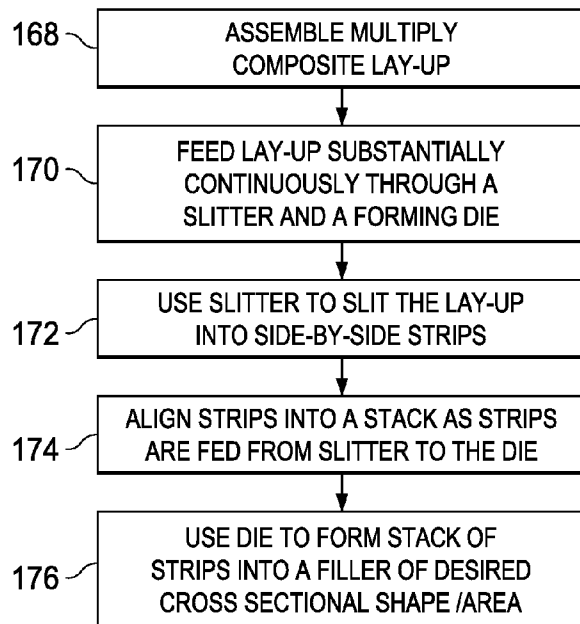 168
ASSEMBLE MULTIPLY
COMPOSITE LAY-UP
170
FEED LAY-UP SUBSTANTIALLY
CONTINUOUSLY THROUGH A
SLITTER AND A FORMING DIE
172
USE SLITTER TO SLIT THE LAY-UP
INTO SIDE-BY-SIDE STRIPS
174
ALIGN STRIPS INTO A STACK AS STRIPS
ARE FED FROM SLITTER TO THE DIE
176
USE DIE TO FORM STACK OF
STRIPS INTO A FILLER OF DESIRED
CROSS SECTIONAL SHAPE /AREA